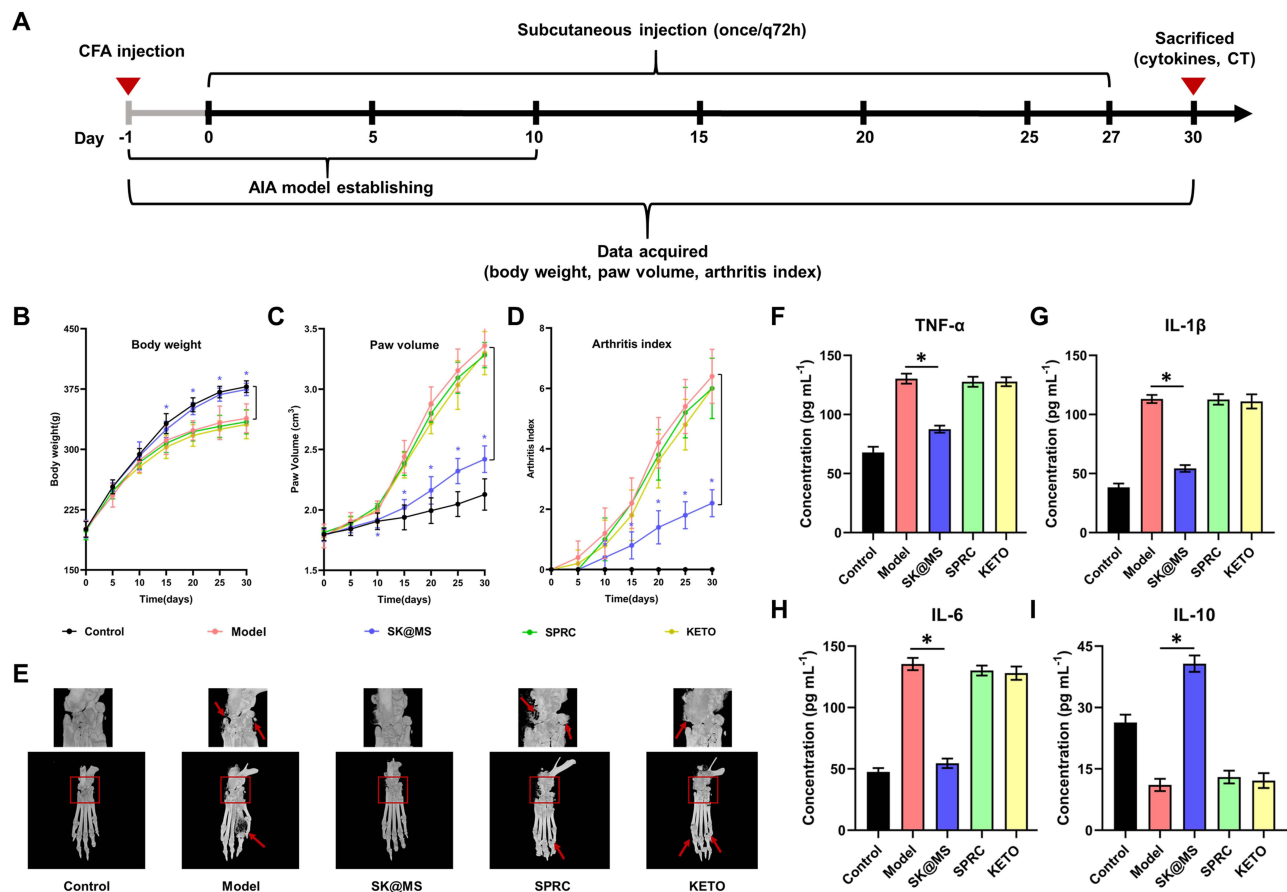 A
Subcutaneous injection (once/q72h)
CFA injection
Sacrificed
(cytokines, CT)
Day
-1
0
5
10
15
20
25
27
30
AIA model establishing
Data acquired
(body weight, paw volume, arthritis index)
B
Body weight
Body weight(g)
450
375
300
225
150
0
5
10
15
20
25
30
Time(days)
*
*
*
*
C
Paw volume
Paw Volume (cm³)
3.5
3.0
2.5
2.0
1.5
0
5
10
15
20
25
30
Time(days)
*
*
*
*
*
D
Arthritis index
Arthritis Index
8
6
4
2
0
0
5
10
15
20
25
30
Time(days)
*
*
*
*
Control
Model
SK@MS
SPRC
KETO
E
Control
Model
SK@MS
SPRC
KETO
F
TNF-α
Concentration (pg mL⁻¹)
150
100
50
0
*
Control
Model
SK@MS
SPRC
KETO
G
IL-1β
Concentration (pg mL⁻¹)
150
100
50
0
*
Control
Model
SK@MS
SPRC
KETO
H
IL-6
Concentration (pg mL⁻¹)
150
100
50
0
*
Control
Model
SK@MS
SPRC
KETO
I
IL-10
Concentration (pg mL⁻¹)
45
30
15
0
*
Control
Model
SK@MS
SPRC
KETO